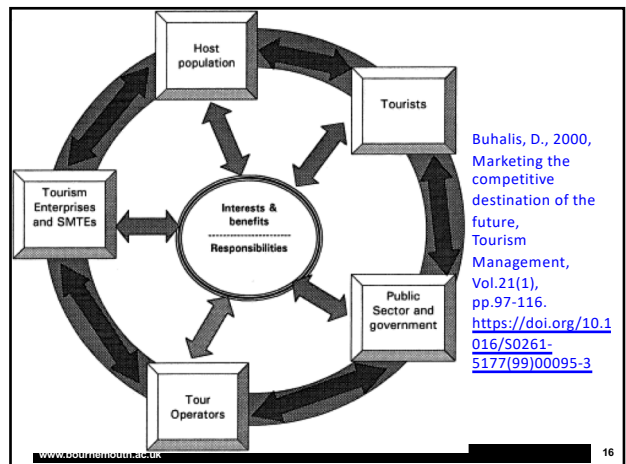 Host
population
Tourists
Tourism
Enterprises
and SMTEs
Interests &
benefits
Responsibilities
Public
Sector and
government
Tour
Operators
Buhalis, D., 2000,
Marketing the
competitive
destination of the
future,
Tourism
Management,
Vol.21(1),
pp.97-116.
https://doi.org/10.1
016/S0261-
5177(99)00095-3
www.bournemouth.ac.uk
16